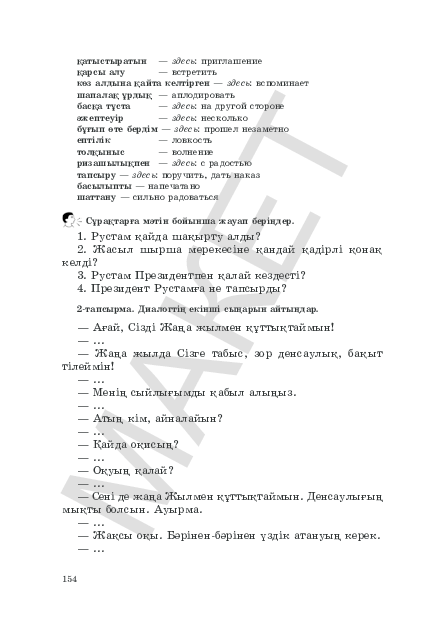 қатыстыратын — здесь: приглашение
қарсы алу — встретить
көз алдына қайта келтірген — здесь: вспоминает
шапалақ ұрдық — аплодировать
басқа тұста — здесь: на другой стороне
әжептеуір — здесь: несколько
бұғып өте бердім — здесь: прошел незаметно
ептілік — ловкость
толқыныс — волнение
ризашылықпен — здесь: с радостью
тапсыру — здесь: поручить, дать наказ
басылыпты — напечатано
шаттану — сильно радоваться
Сұрақтарға мәтін бойынша жауап беріңдер.
1. Рустам қайда шақырту алды?
2. Жасыл шырша мерекесіне қандай қадірлі қонақ
келді?
3. Рустам Президентпен қалай кездесті?
4. Президент Рустамға не тапсырды?
2-тапсырма. Диалогтің екінші сыңарын айтыңдар.
— Ағай, Сізді Жаңа жылмен құттықтаймын!
— ...
— Жаңа жылда Сізге табыс, зор денсаулық, бақыт
тілеймін!
— ...
— Менің сыйлығымды қабыл алыңыз.
— ...
— Атың кім, айналайын?
— ...
— Қайда оқисың?
— ...
— Оқуың қалай?
— ...
— Сені де жаңа Жылмен құттықтаймын. Денсаулығың
мықты болсын. Ауырма.
— ...
— Жақсы оқы. Бәрінен-бәрінен үздік атануың керек.
— ...
154
МАКЕТ